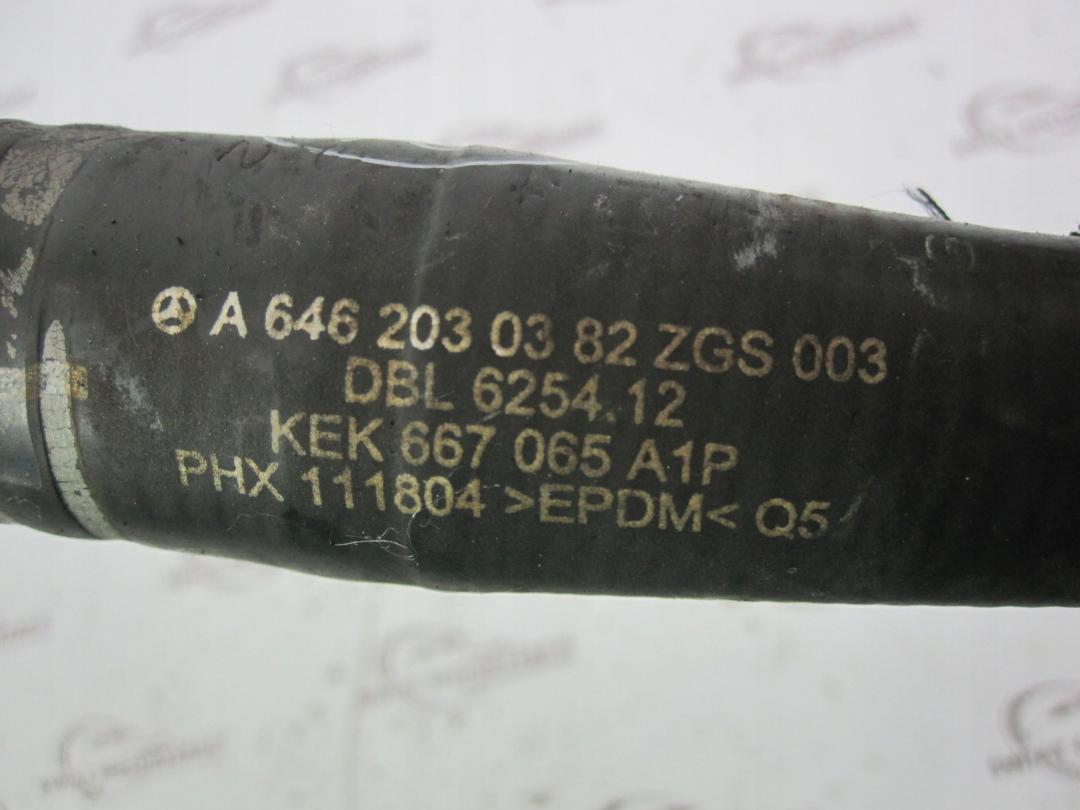 A 646 203 03 82 ZGS 003
DBL 6254.12
KEK 667 065 A1P
PHX 111804 >EPDM< Q5